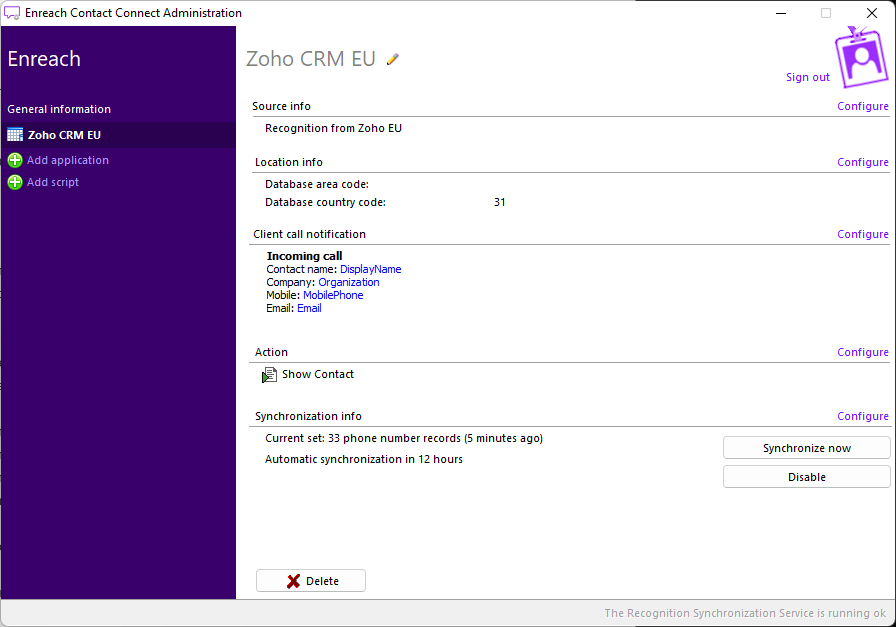 Enreach Contact Connect Administration
Enreach
Zoho CRM EU
Sign out
General information
Zoho CRM EU
Add application
Add script
Source info Configure
Recognition from Zoho EU
Location info Configure
Database area code:
Database country code: 31
Client call notification Configure
Incoming call
Contact name: DisplayName
Company: Organization
Mobile: MobilePhone
Email: Email
Action Configure
Show Contact
Synchronization info Configure
Current set: 33 phone number records (5 minutes ago)
Automatic synchronization in 12 hours
Synchronize now
Disable
Delete
The Recognition Synchronization Service is running ok